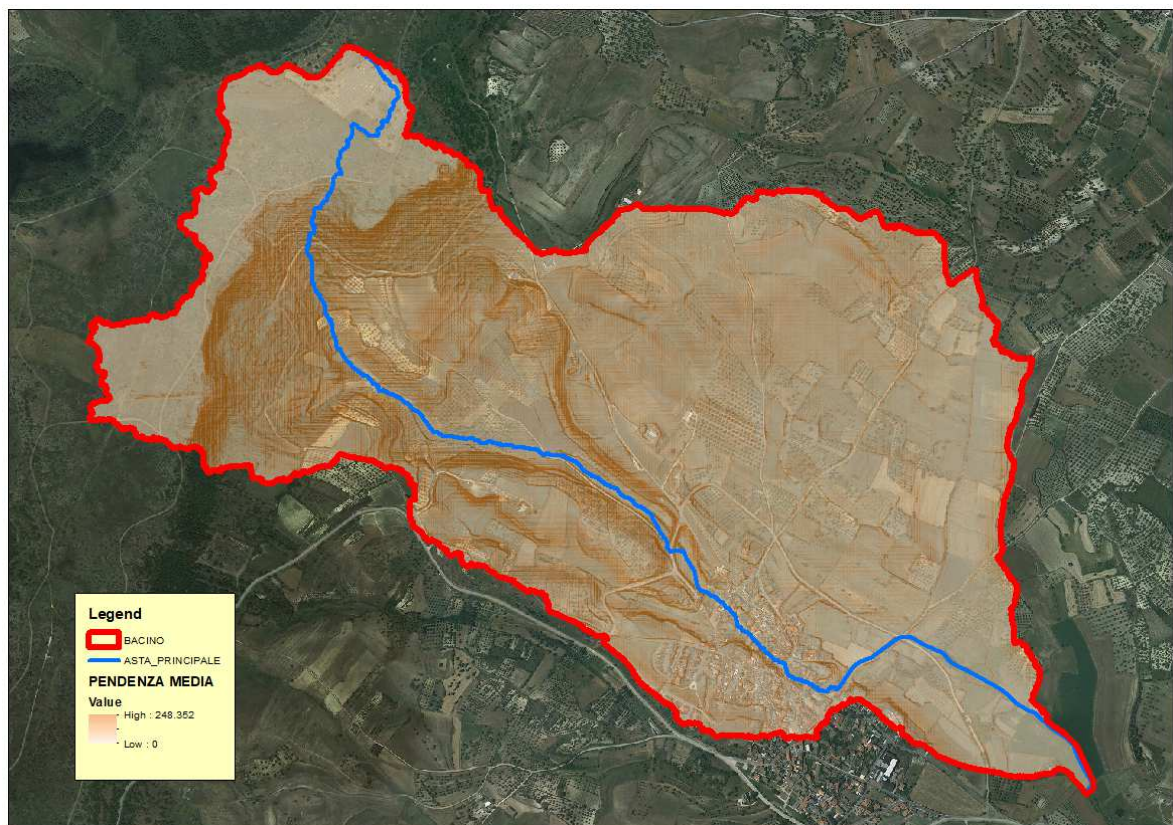 Legend
BACINO
ASTA_PRINCIPALE
PENDENZA MEDIA
Value
High : 248.352
Low : 0